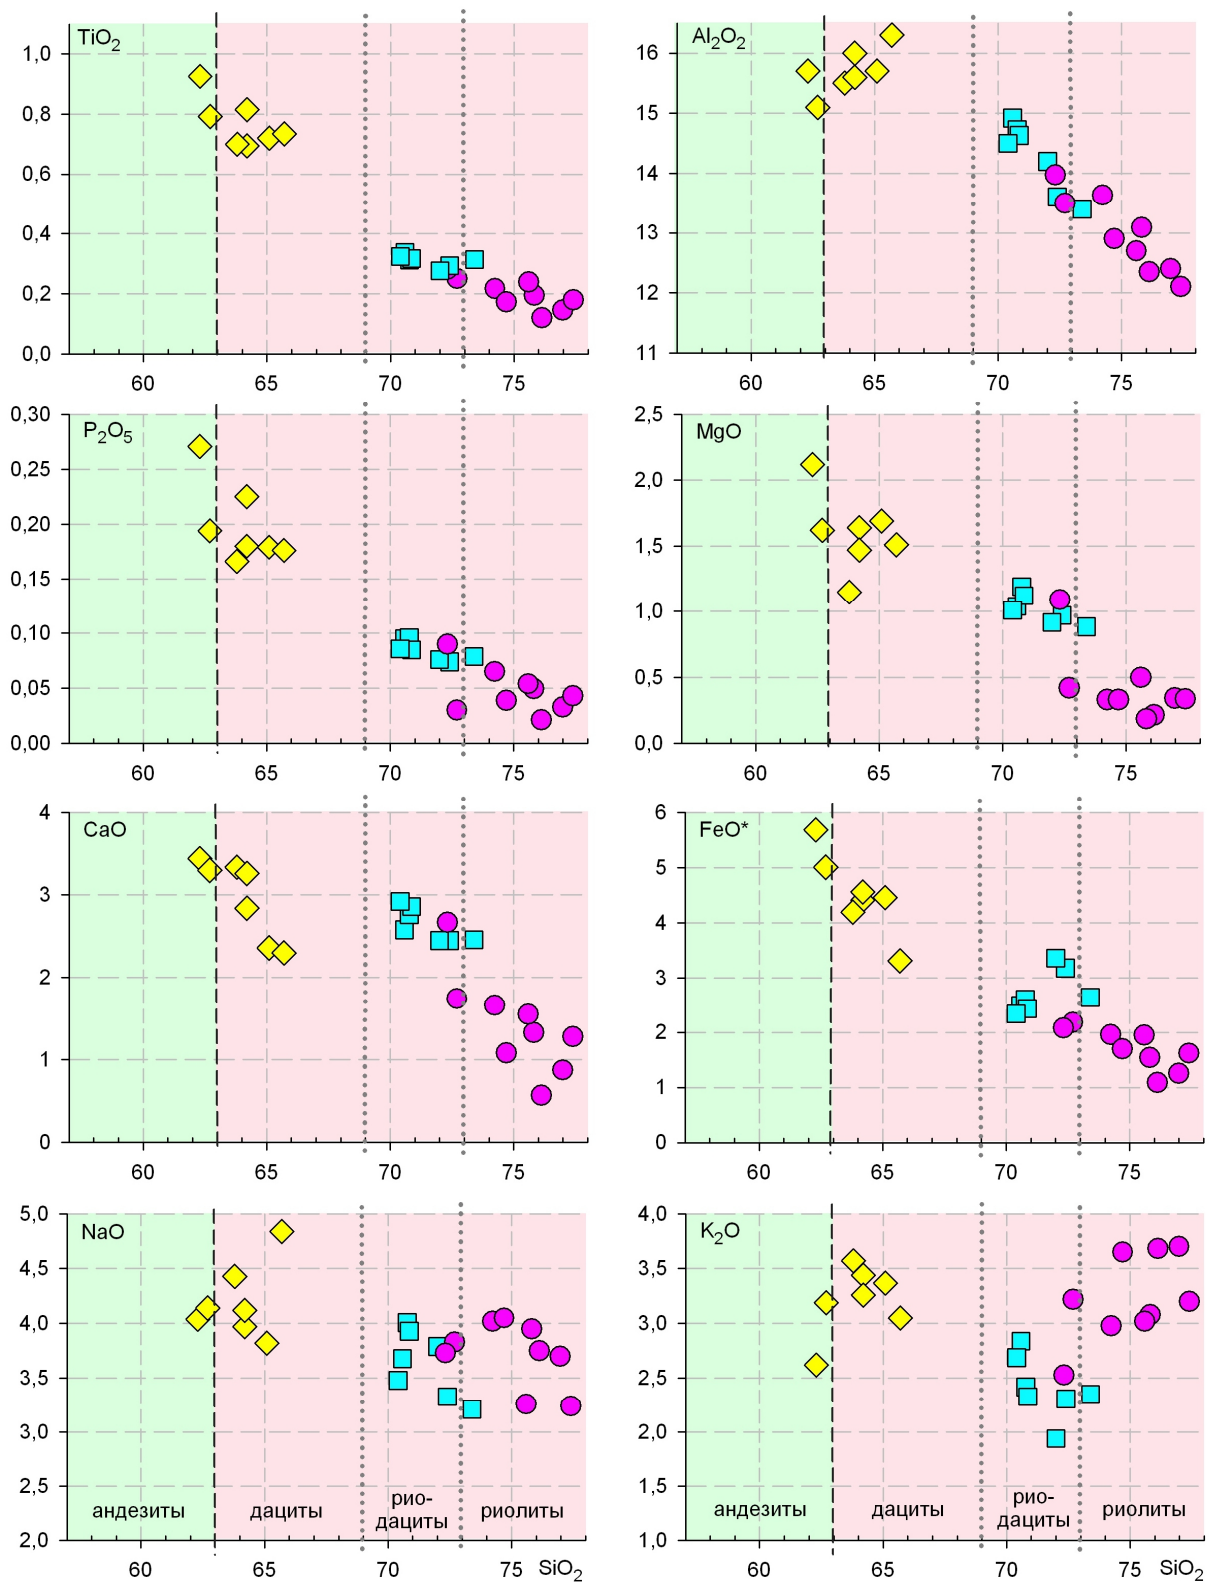 TiO2
1,0
0,8
0,6
0,4
0,2
0,0
60 65 70 75
Al2O2
16
15
14
13
12
11
60 65 70 75
P2O5
0,30
0,25
0,20
0,15
0,10
0,05
0,00
60 65 70 75
MgO
2,5
2,0
1,5
1,0
0,5
0,0
60 65 70 75
CaO
4
3
2
1
0
60 65 70 75
FeO*
6
5
4
3
2
1
0
60 65 70 75
NaO
5,0
4,5
4,0
3,5
3,0
2,5
2,0
андезиты дациты рио- риолиты
дациты
60 65 70 75 SiO2
K2O
4,0
3,5
3,0
2,5
2,0
1,5
1,0
андезиты дациты рио- риолиты
дациты
60 65 70 75 SiO2